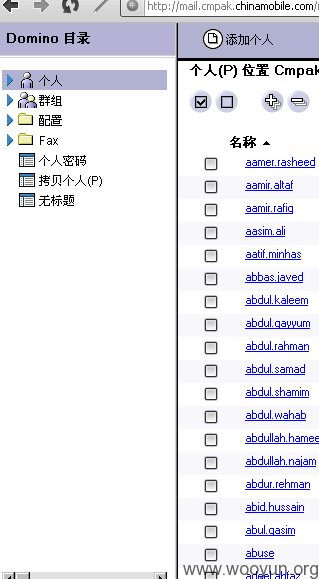 http://mail.cmpak.chinamobile.com/
Domino 目录
个人
群组
配置
Fax
个人密码
拷贝个人(P)
无标题
添加个人
个人(P) 位置 Cmpak
名称
aamer.rasheed
aamir.altaf
aamir.rafiq
aasim.ali
aatif.minhas
abbas.javed
abdul.kaleem
abdul.qayyum
abdul.rahman
abdul.samad
abdul.shamim
abdul.wahab
abdullah.hamee
abdullah.najam
abdur.rehman
abid.hussain
abul.qasim
abuse
adeel.ahfaz
www.wooyun.org